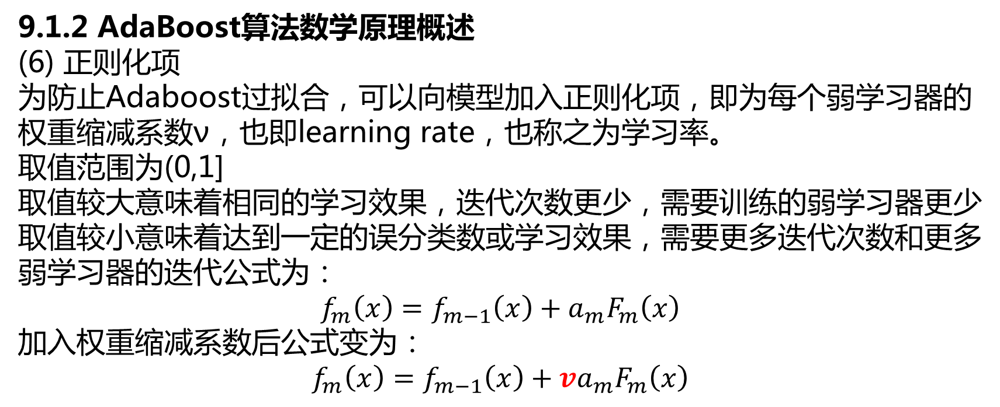 9.1.2 AdaBoost算法数学原理概述
(6) 正则化项
为防止Adaboost过拟合，可以向模型加入正则化项，即为每个弱学习器的
权重缩减系数ν，也即learning rate，也称之为学习率。
取值范围为(0,1]
取值较大意味着相同的学习效果，迭代次数更少，需要训练的弱学习器更少
取值较小意味着达到一定的误分类数或学习效果，需要更多迭代次数和更多
弱学习器的迭代公式为：
f_m(x) = f_{m−1}(x) + a_m F_m(x)
加入权重缩减系数后公式变为：
f_m(x) = f_{m−1}(x) + v a_m F_m(x)